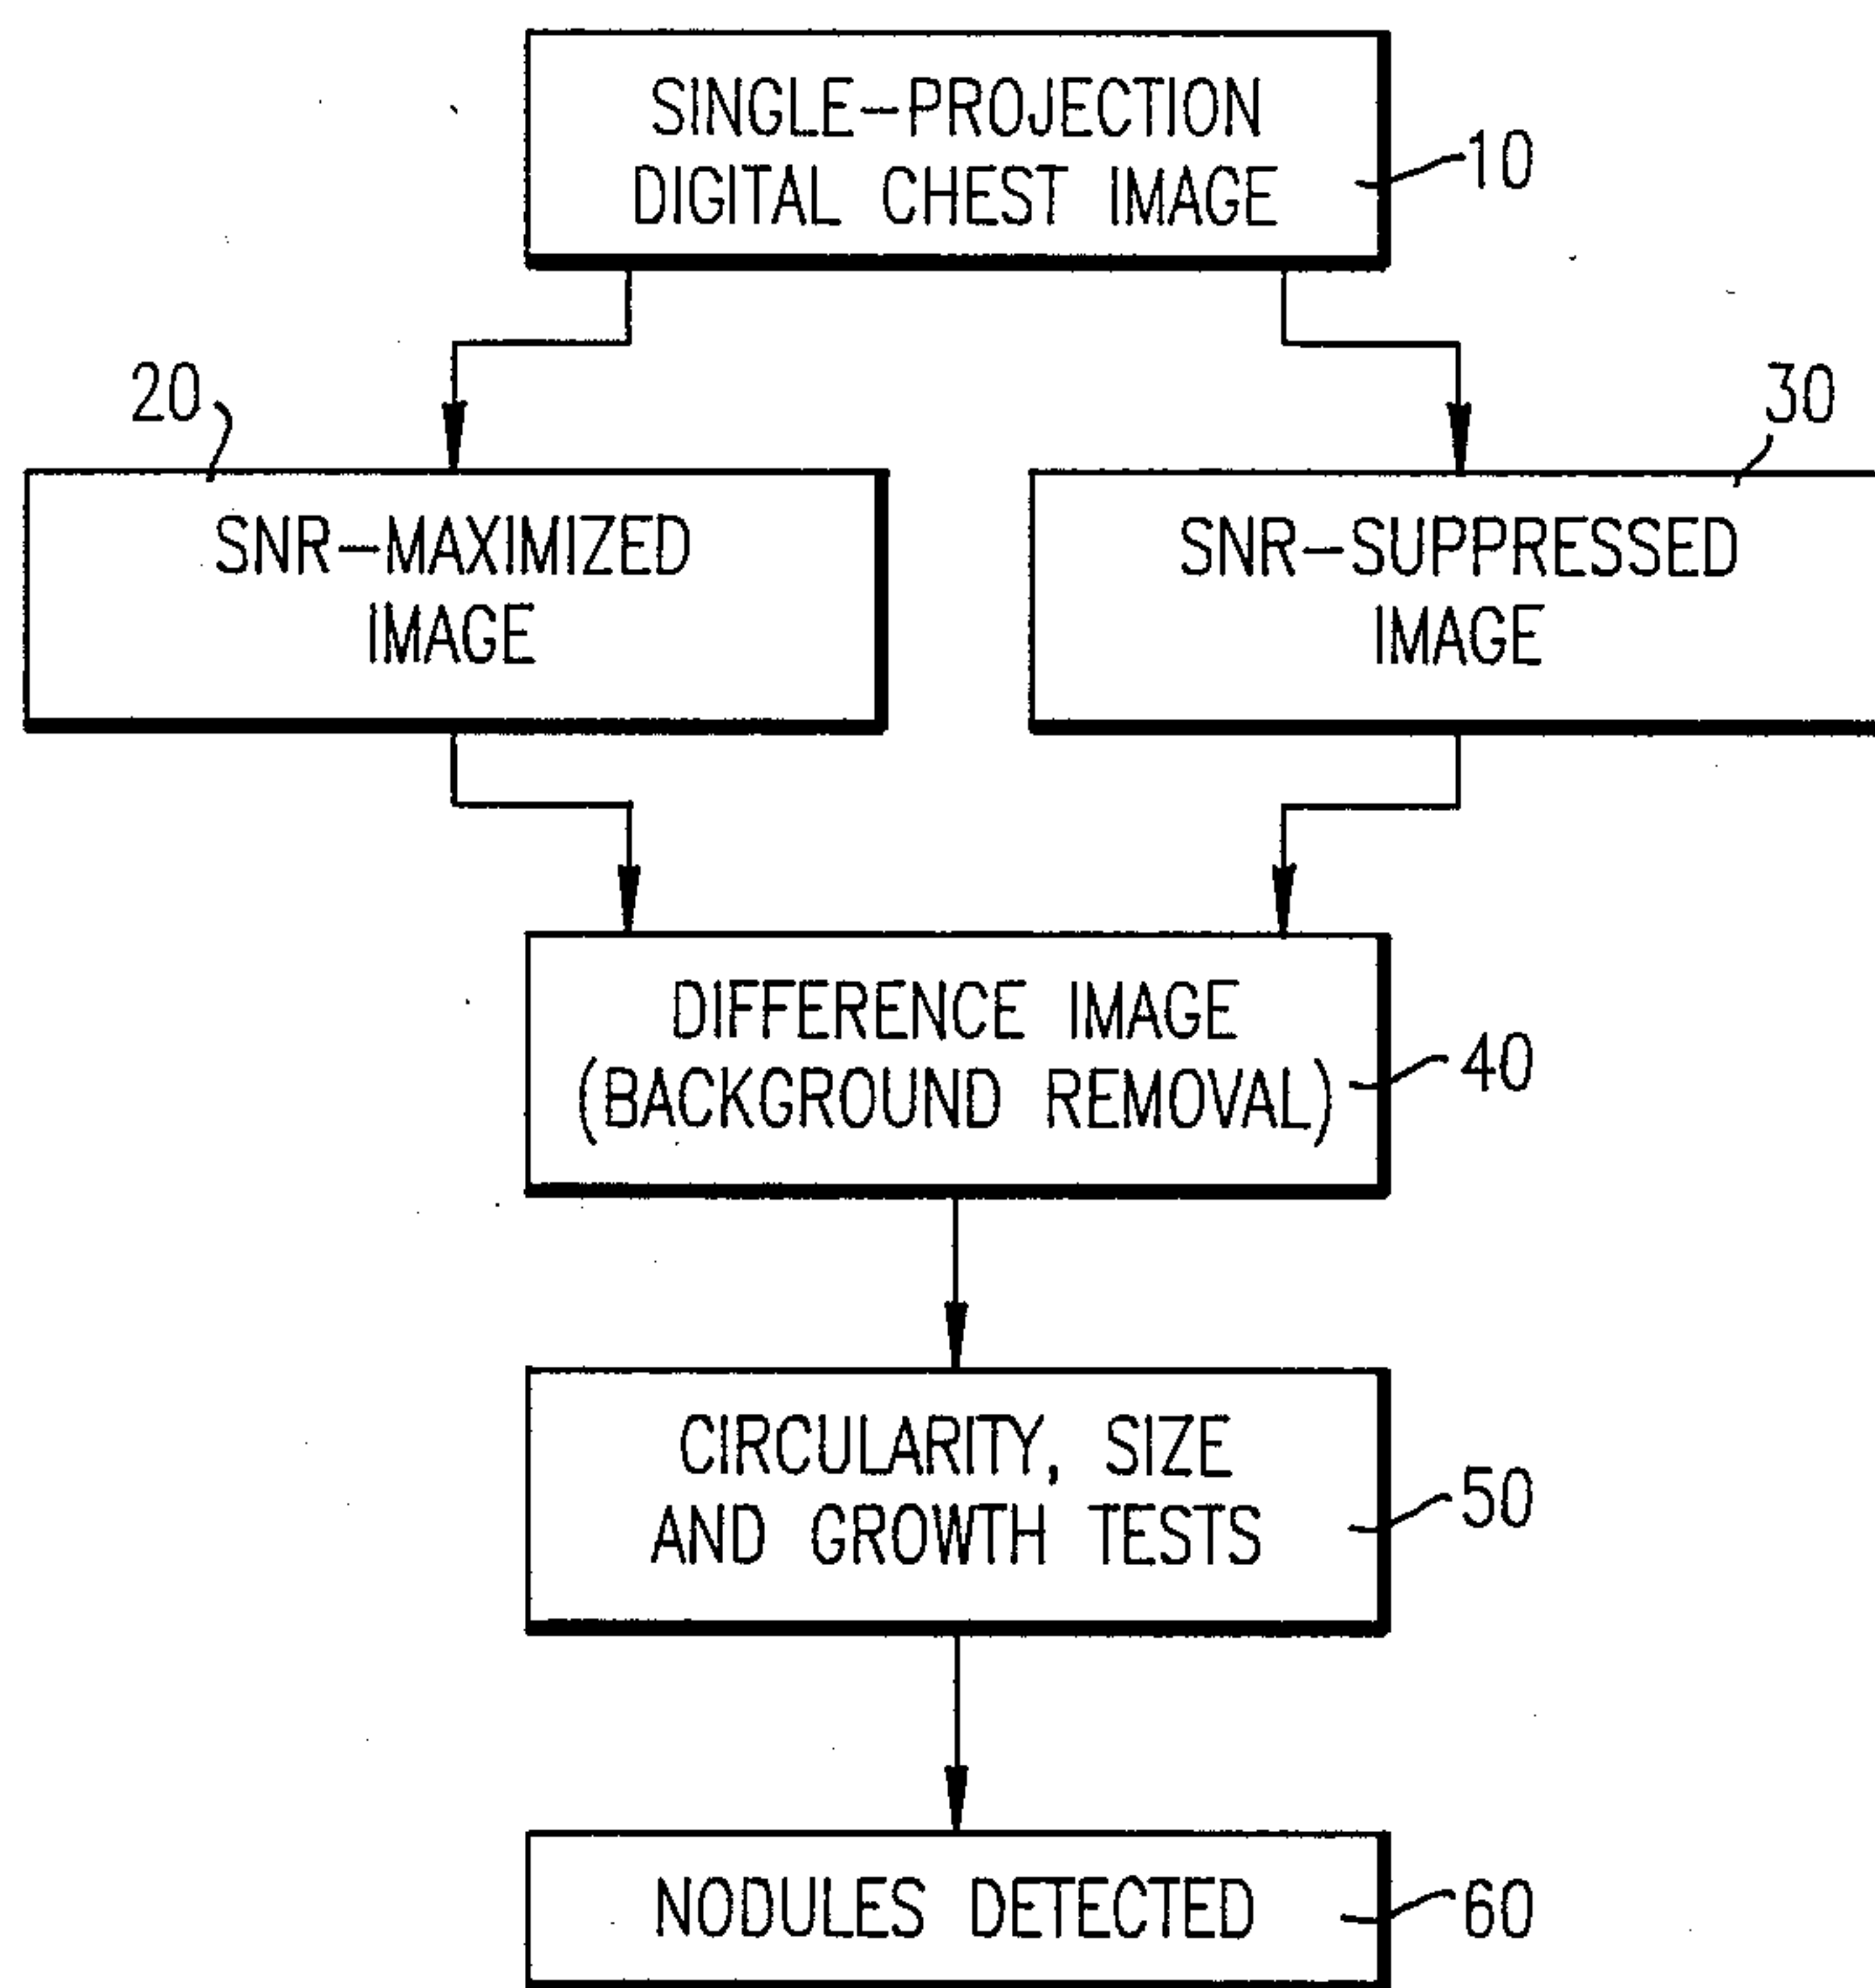 SINGLE-PROJECTION
DIGITAL CHEST IMAGE
10
20
30
SNR-MAXIMIZED
IMAGE
SNR-SUPPRESSED
IMAGE
DIFFERENCE IMAGE
(BACKGROUND REMOVAL)
40
CIRCULARITY, SIZE
AND GROWTH TESTS
50
NODULES DETECTED
60